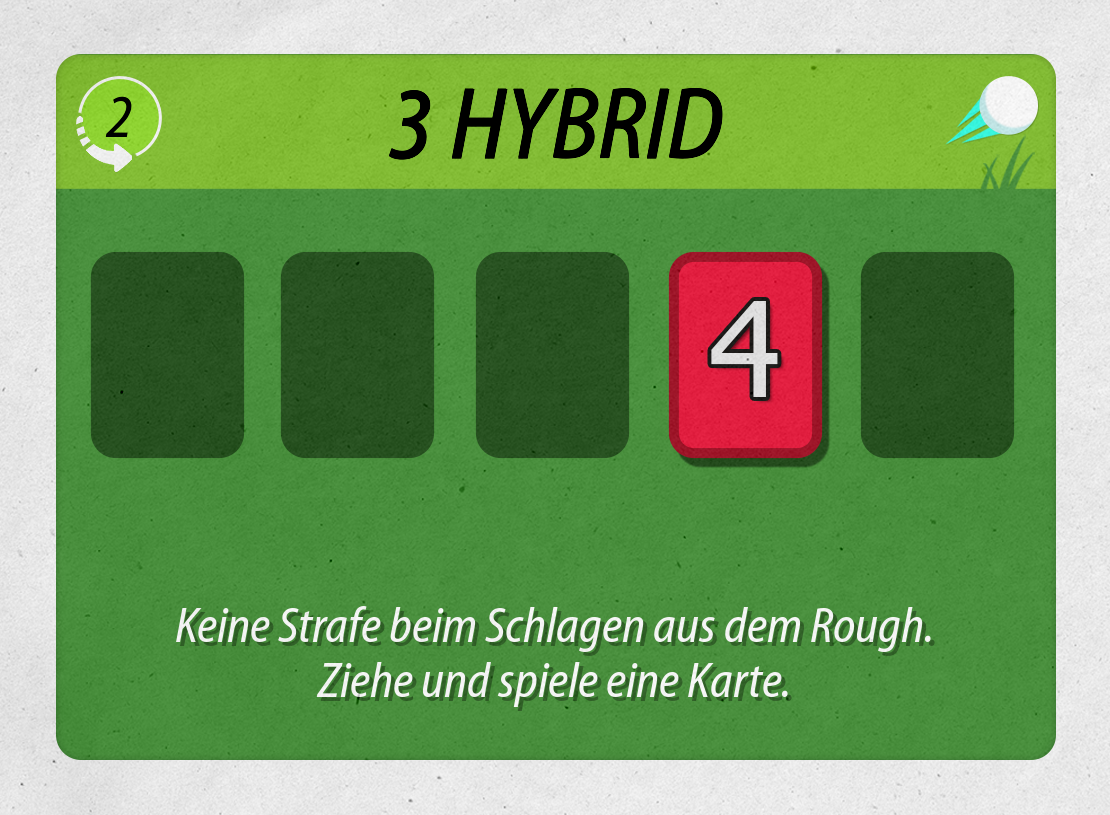 2
3 HYBRID
4
Keine Strafe beim Schlagen aus dem Rough.
Ziehe und spiele eine Karte.